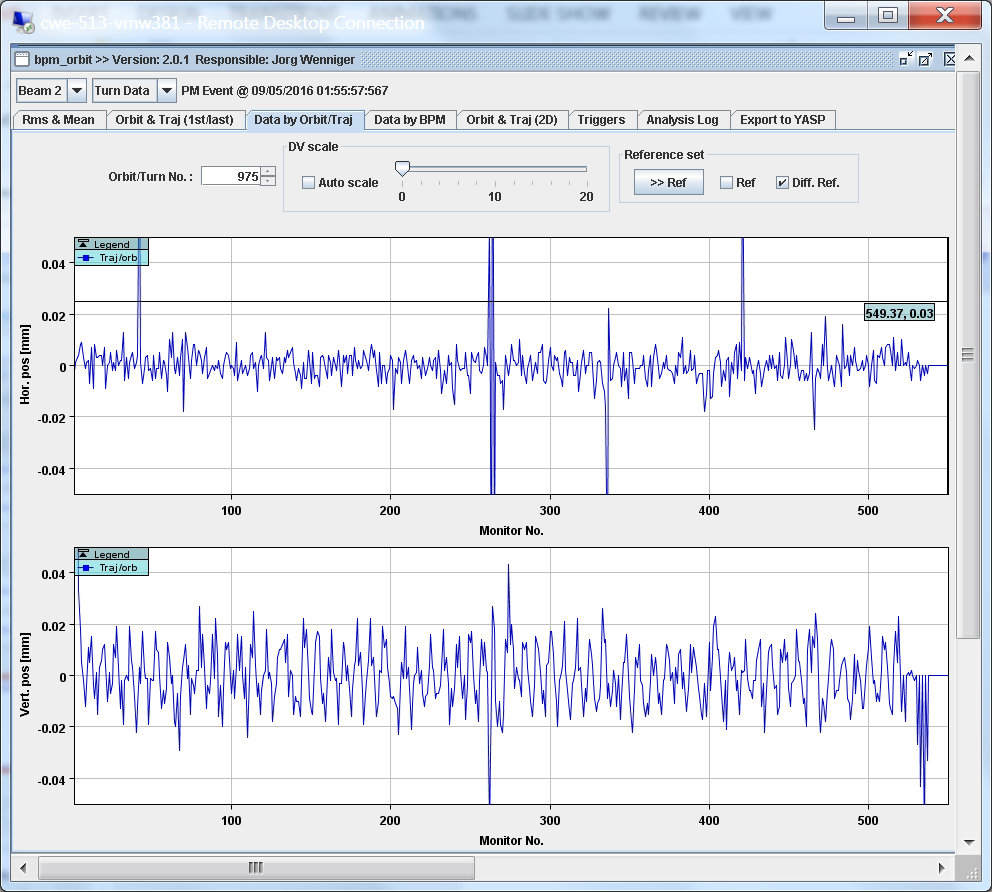 cwe-513-vmw381 - Remote Desktop Connection
SLIDE SHOW REVIEW VIEW
bpm_orbit >> Version: 2.0.1 Responsible: Jorg Wenniger
Beam 2 Turn Data PM Event @ 09/05/2016 01:55:57:567
Rms & Mean Orbit & Traj (1st/last) Data by Orbit/Traj Data by BPM Orbit & Traj (2D) Triggers Analysis Log Export to YASP
DV scale
Reference set
Orbit/Turn No. : 975 Auto scale >> Ref Ref Diff. Ref.
0 10 20
Legend
Traj/orb
549.37, 0.03
Hor. pos [mm]
0.04
0.02
0
-0.02
-0.04
100 200 300 400 500
Monitor No.
Legend
Traj/orb
Vert. pos [mm]
0.04
0.02
0
-0.02
-0.04
100 200 300 400 500
Monitor No.